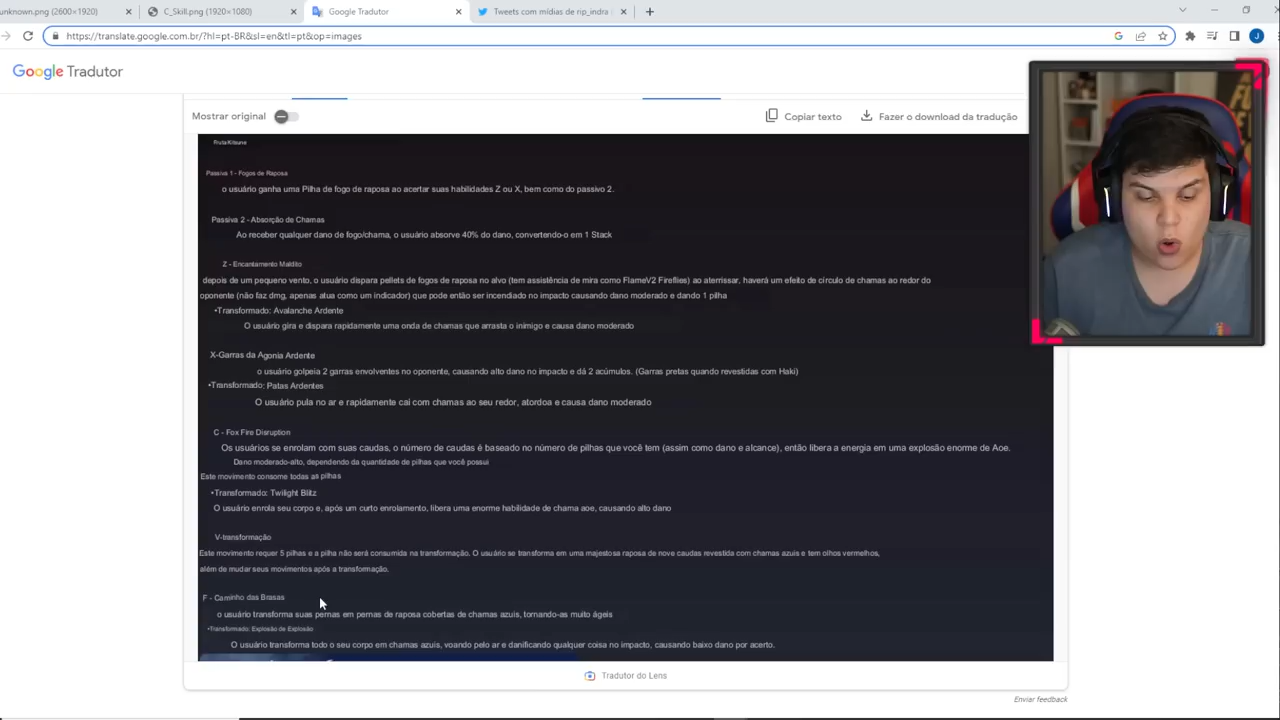 unknown.png (2600×1920)
C_Skill.png (1920×1080)
Google Tradutor
Tweets com mídias de rip_indra
https://translate.google.com.br/?hl=pt-BR&sl=en&tl=pt&op=images
G
J
Google Tradutor
Mostrar original
Copiar texto
Fazer o download da tradução
Fruta Kitsune
Passiva 1 - Fogos de Raposa
o usuário ganha uma Pilha de fogo de raposa ao acertar suas habilidades Z ou X, bem como do passivo 2.
Passiva 2 - Absorção de Chamas
Ao receber qualquer dano de fogo/chama, o usuário absorve 40% do dano, convertendo-o em 1 Stack
Z - Encantamento Maldito
depois de um pequeno vento, o usuário dispara pellets de fogos de raposa no alvo (tem assistência de mira como FlameV2 Fireflies) ao aterrissar, haverá um efeito de círculo de chamas ao redor do
oponente (não faz dmg, apenas atua como um indicador) que pode então ser incendiado no impacto causando dano moderado e dando 1 pilha
•Transformado: Avalanche Ardente
O usuário gira e dispara rapidamente uma onda de chamas que arrasta o inimigo e causa dano moderado
X-Garras da Agonia Ardente
o usuário golpeia 2 garras envolventes no oponente, causando alto dano no impacto e dá 2 acúmulos. (Garras pretas quando revestidas com Haki)
•Transformado: Patas Ardentes
O usuário pula no ar e rapidamente cai com chamas ao seu redor, atordoa e causa dano moderado
C - Fox Fire Disruption
Os usuários se enrolam com suas caudas, o número de caudas é baseado no número de pilhas que você tem (assim como dano e alcance), então libera a energia em uma explosão enorme de Aoe.
Dano moderado-alto, dependendo da quantidade de pilhas que você possui
Este movimento consome todas as pilhas
•Transformado: Twilight Blitz
O usuário enrola seu corpo e, após um curto enrolamento, libera uma enorme habilidade de chama aoe, causando alto dano
V-transformação
Este movimento requer 5 pilhas e a pilha não será consumida na transformação. O usuário se transforma em uma majestosa raposa de nove caudas revestida com chamas azuis e tem olhos vermelhos,
além de mudar seus movimentos após a transformação.
F - Caminho das Brasas
o usuário transforma suas pernas em pernas de raposa cobertas de chamas azuis, tornando-as muito ágeis
•Transformado: Explosão de Explosão
O usuário transforma todo o seu corpo em chamas azuis, voando pelo ar e danificando qualquer coisa no impacto, causando baixo dano por acerto.
Tradutor do Lens
Enviar feedback